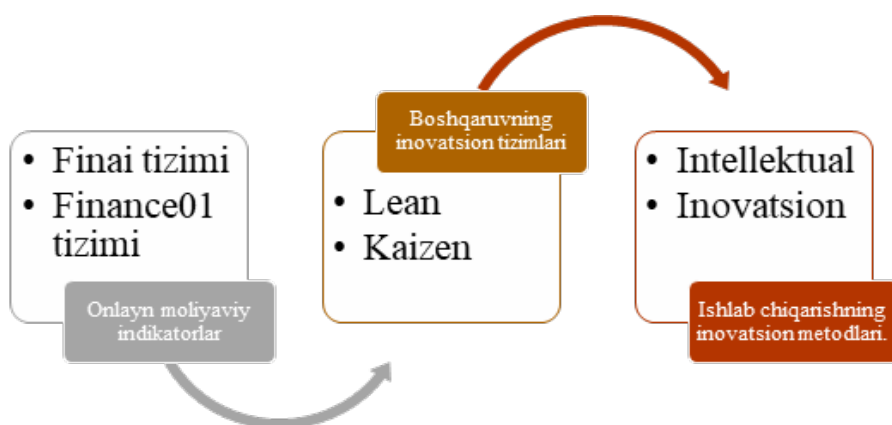 • Finai tizimi
• Finance01
tizimi
Onlayn moliyaviy
indikatorlar
Boshqaruvning
inovatsion tizimlari
• Lean
• Kaizen
• Intellektual
• Inovatsion
Ishlab chiqarishning
inovatsion metodlari.